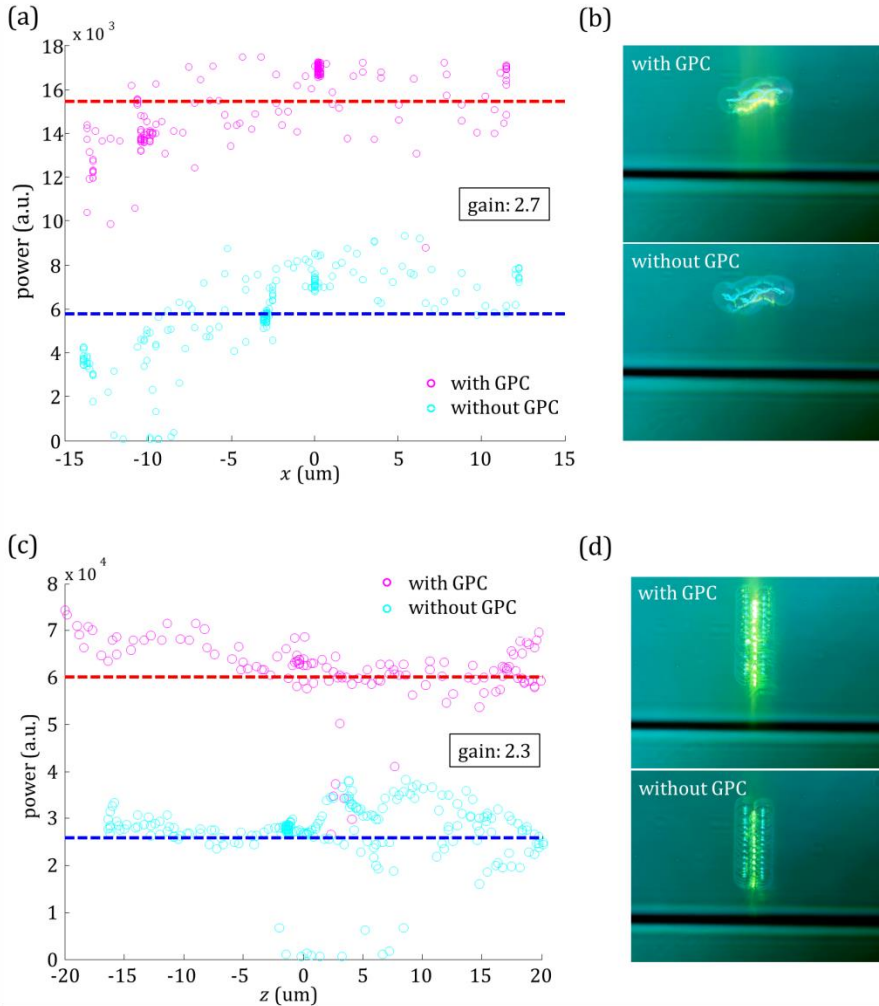 (a)
x 10 3
18
16
14
12
10
8
6
4
2
0
power (a.u.)
gain: 2.7
with GPC
without GPC
-15 -10 -5 0 5 10 15
x (um)
(b)
with GPC
without GPC
(c)
x 10 4
8
7
6
5
4
3
2
1
0
power (a.u.)
with GPC
without GPC
gain: 2.3
-20 -15 -10 -5 0 5 10 15 20
z (um)
(d)
with GPC
without GPC